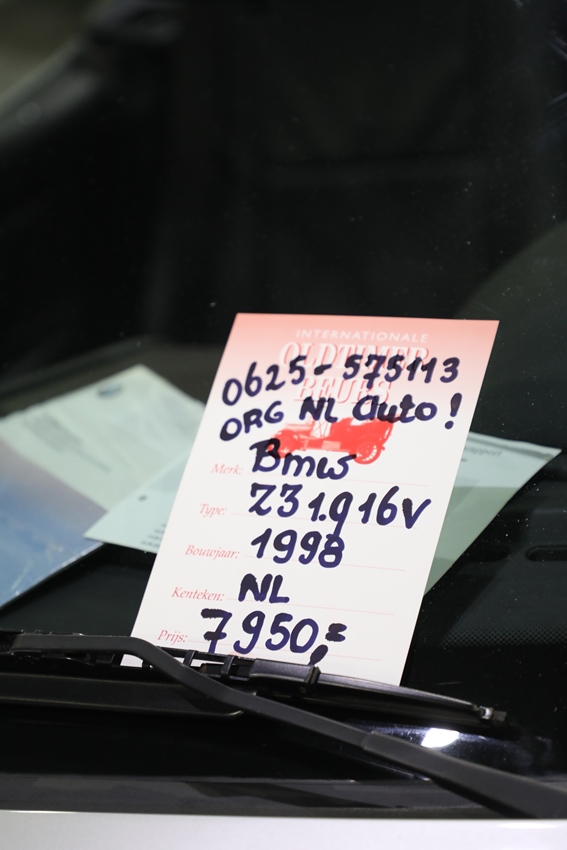 INTERNATIONALE
OLDTIMER
BEURS
0625-575113
ORG NL auto!
Merk: Bmw
Type: Z3 1.9 16V
Bouwjaar: 1998
Kenteken: NL
Prijs: 7950,=